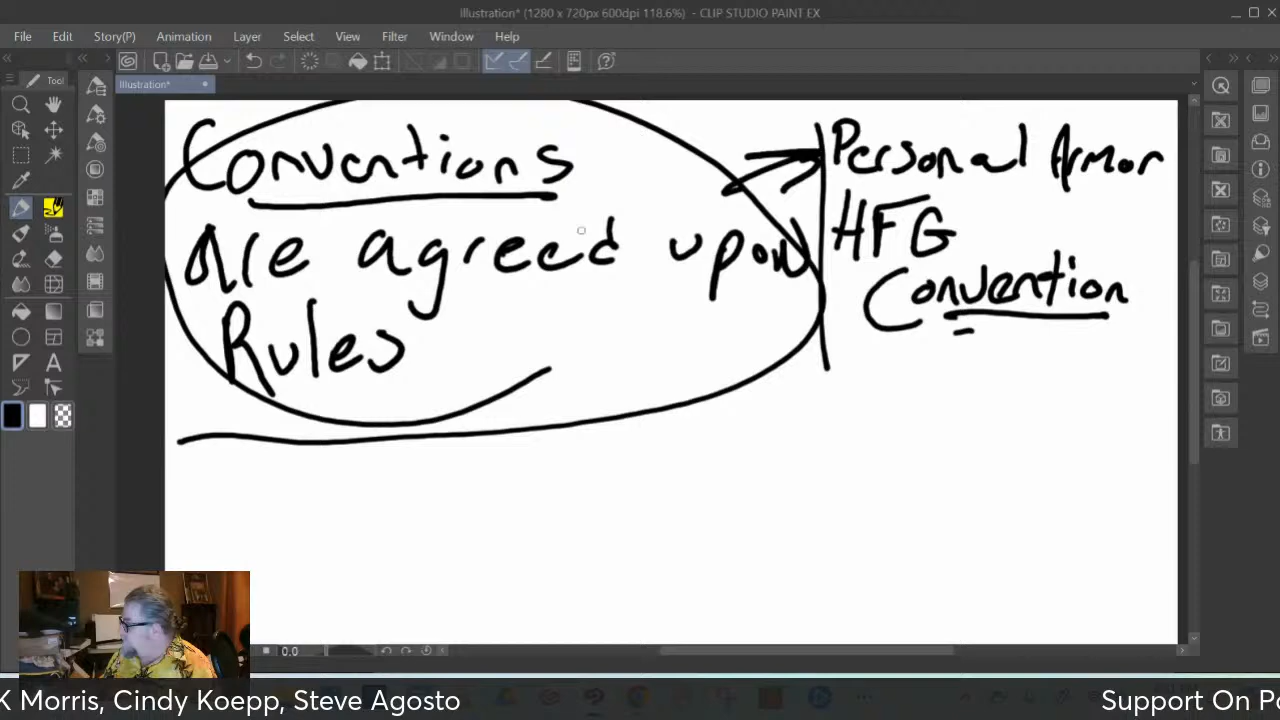 Illustration* (1280 x 720px 600dpi 118.6%) - CLIP STUDIO PAINT EX
File Edit Story(P) Animation Layer Select View Filter Window Help
Tool
Illustration*
Conventions
Are agreed upon
Rules
Personal Armor
HFG
Convention
0.0
K Morris, Cindy Koepp, Steve Agosto
Support On Pa